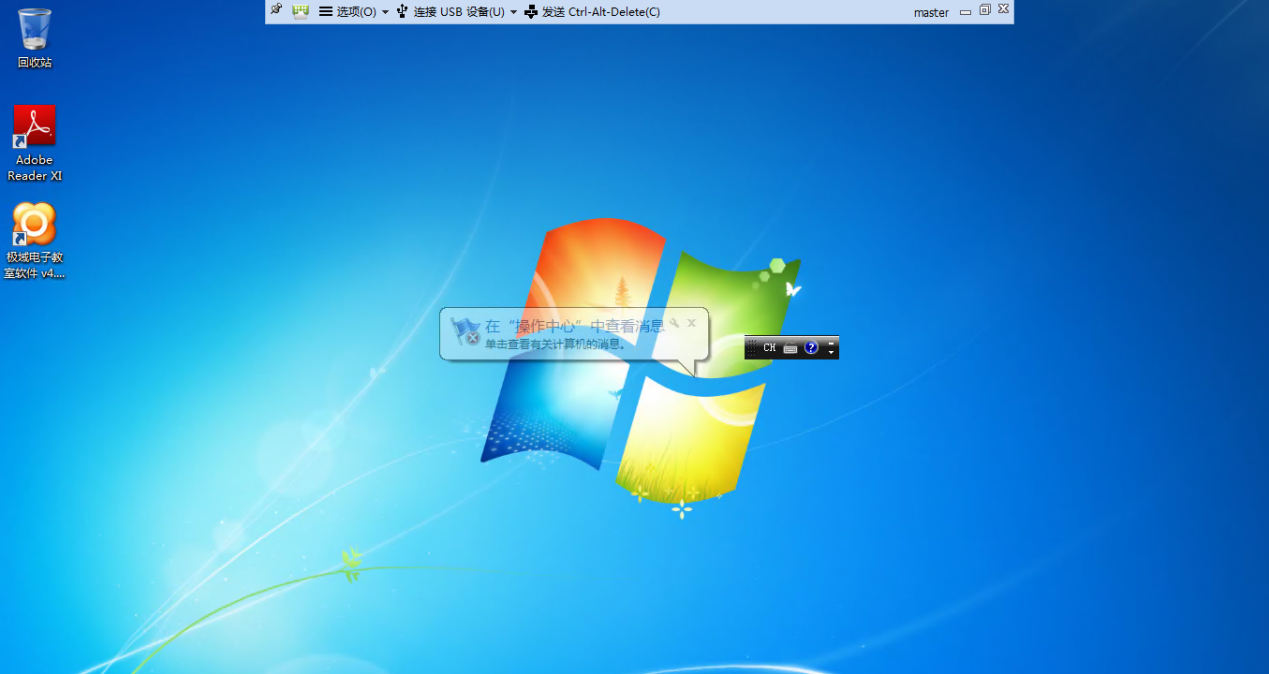 选项(O) 连接 USB 设备(U) 发送 Ctrl-Alt-Delete(C) master
回收站
Adobe
Reader XI
极域电子教
室软件 v4....
在“操作中心”中查看消息
单击查看有关计算机的消息。
CH